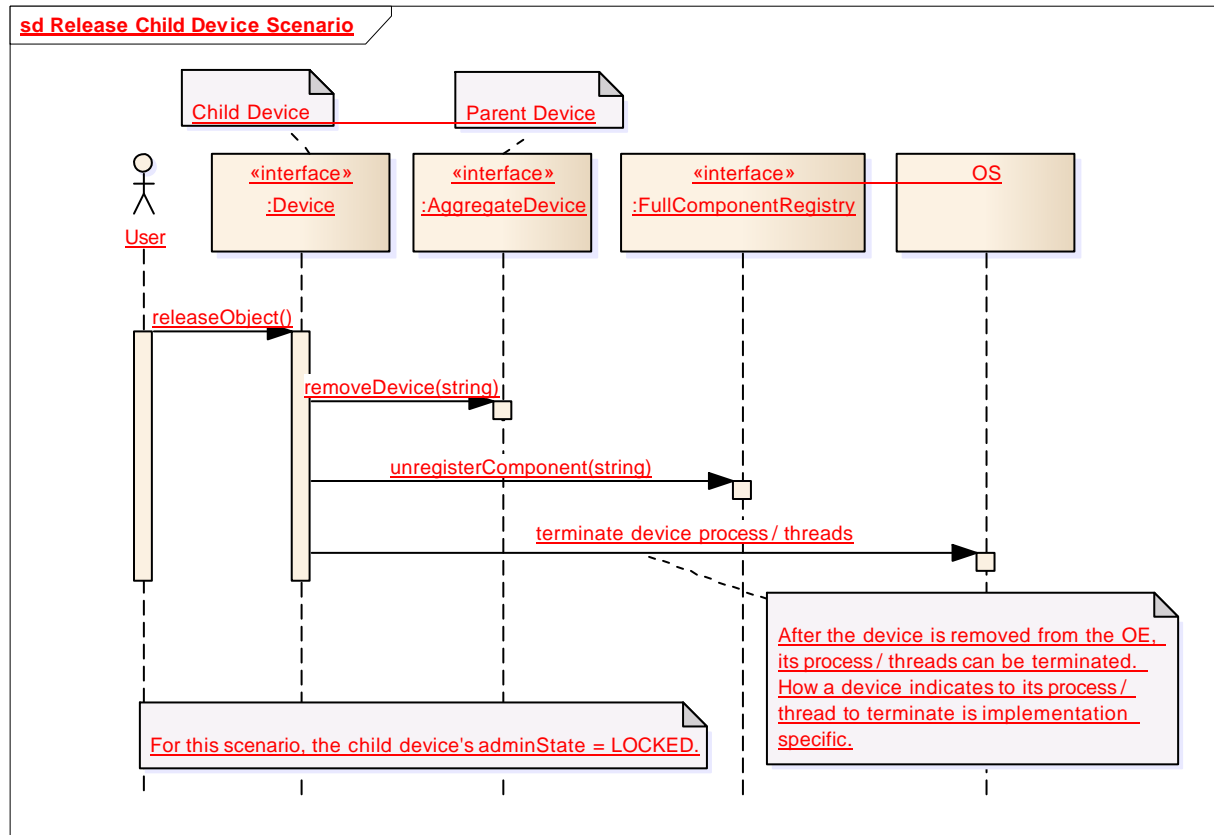 sd Release Child Device Scenario
Child Device
Parent Device
User
«interface»
:Device
«interface»
:AggregateDevice
«interface»
:FullComponentRegistry
OS
releaseObject()
removeDevice(string)
unregisterComponent(string)
terminate device process / threads
After the device is removed from the OE,
its process / threads can be terminated.
How a device indicates to its process /
thread to terminate is implementation
specific.
For this scenario, the child device's adminState = LOCKED.